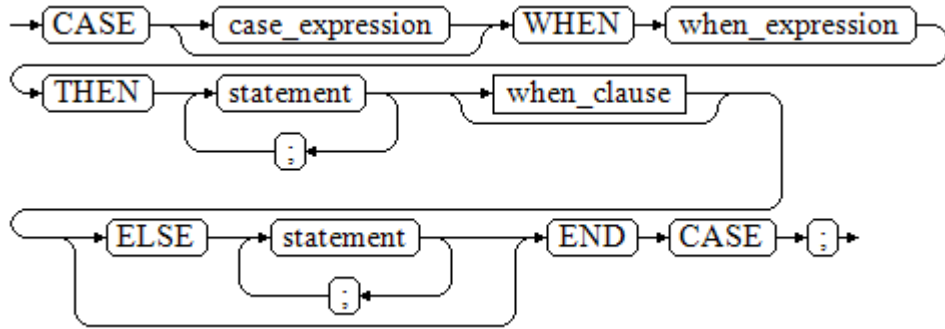 CASE case_expression WHEN when_expression
THEN statement when_clause
;
ELSE statement END CASE ;
;